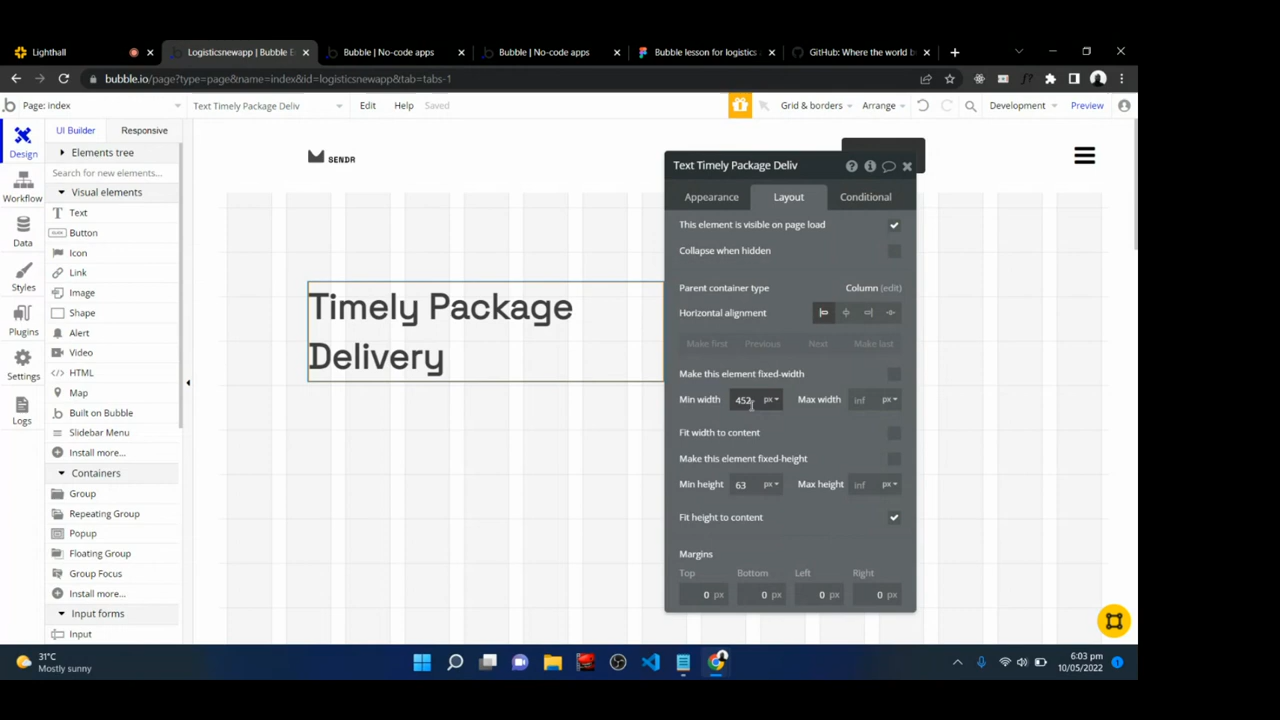 Lighthall
Logisticsnewapp | Bubble E
Bubble | No-code apps
Bubble | No-code apps
Bubble lesson for logistics
GitHub: Where the world b
bubble.io/page?type=page&name=index&id=logisticsnewapp&tab=tabs-1
Page: index
Text Timely Package Deliv
Edit
Help
Saved
Grid & borders
Arrange
Development
Preview
Design
Workflow
Data
Styles
Plugins
Settings
Logs
UI Builder
Responsive
Elements tree
Search for new elements...
Visual elements
Text
Button
CLICK
Icon
Link
Image
Shape
Alert
Video
HTML
Map
Built on Bubble
Slidebar Menu
Install more...
Containers
Group
Repeating Group
Popup
Floating Group
Group Focus
Install more...
Input forms
Input
SENDR
Timely Package
Delivery
Text Timely Package Deliv
Appearance
Layout
Conditional
This element is visible on page load
Collapse when hidden
Parent container type
Column (edit)
Horizontal alignment
Make first
Previous
Next
Make last
Make this element fixed-width
Min width
452
px
Max width
inf
px
Fit width to content
Make this element fixed-height
Min height
63
px
Max height
inf
px
Fit height to content
Margins
Top
Bottom
Left
Right
0 px
0 px
0 px
0 px
31°C
Mostly sunny
6:03 pm
10/05/2022
1